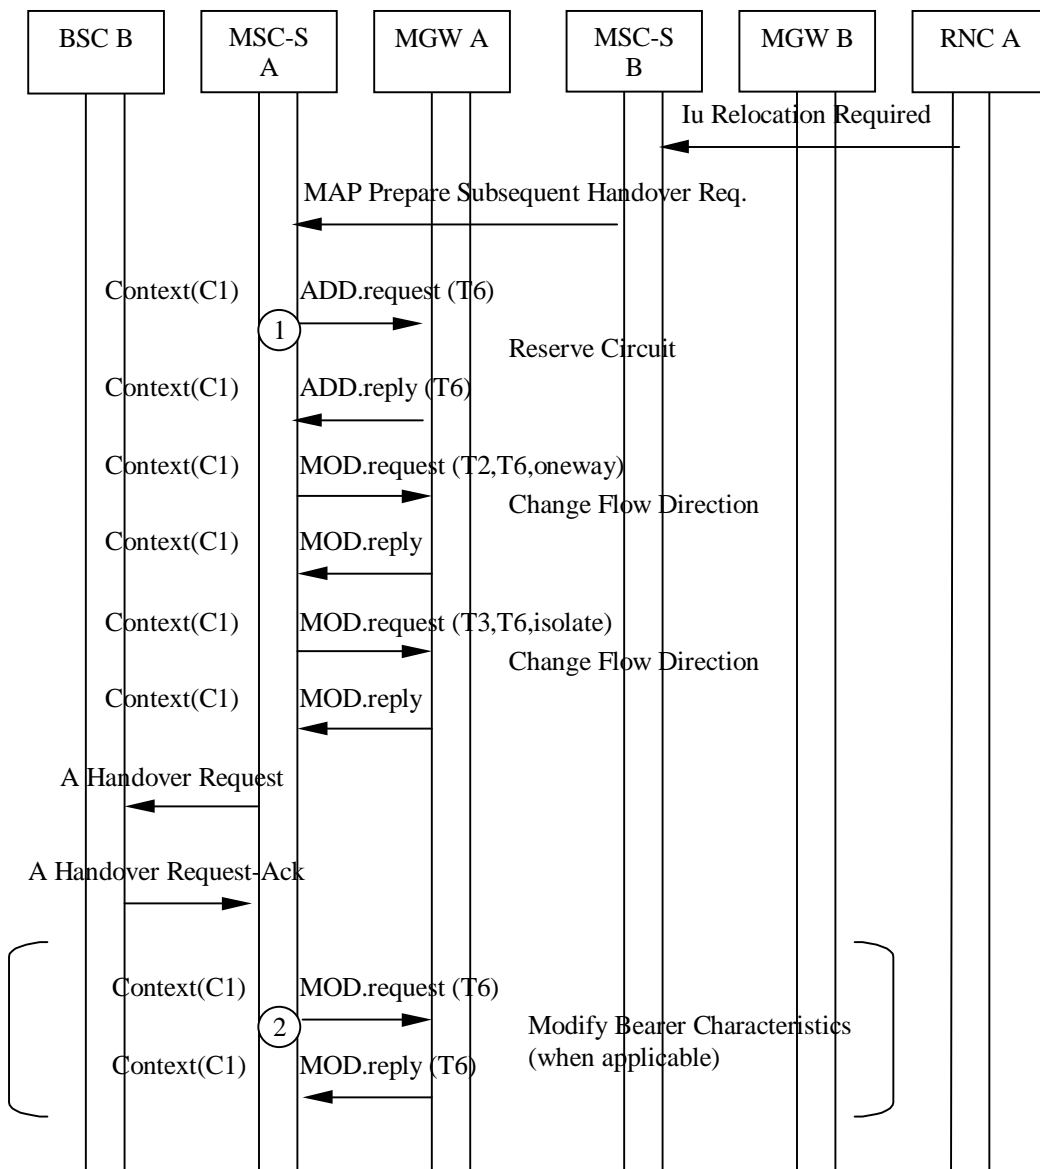 BSC B
MSC-S
A
MGW A
MSC-S
B
MGW B
RNC A
Iu Relocation Required
MAP Prepare Subsequent Handover Req.
Context(C1)
ADD.request (T6)
1
Reserve Circuit
Context(C1)
ADD.reply (T6)
Context(C1)
MOD.request (T2,T6,oneway)
Change Flow Direction
Context(C1)
MOD.reply
Context(C1)
MOD.request (T3,T6,isolate)
Change Flow Direction
Context(C1)
MOD.reply
A Handover Request
A Handover Request-Ack
Context(C1)
MOD.request (T6)
2
Modify Bearer Characteristics
(when applicable)
Context(C1)
MOD.reply (T6)